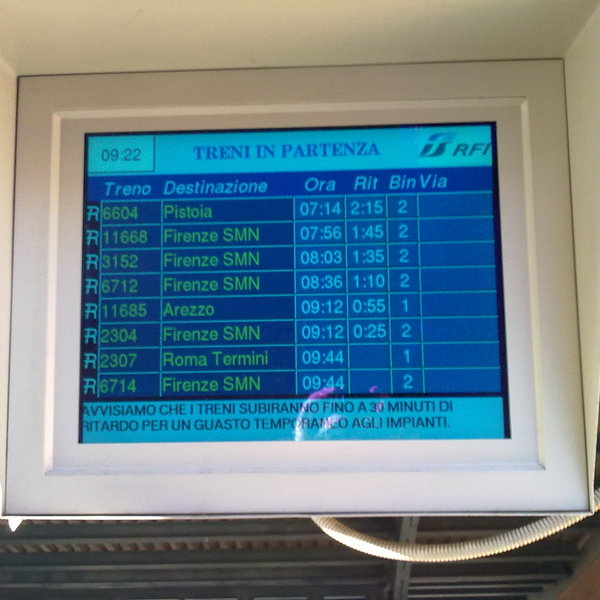 09:22 TRENI IN PARTENZA RFI
Treno Destinazione Ora Rit Bin Via
R 6604 Pistoia 07:14 2:15 2
R 11668 Firenze SMN 07:56 1:45 2
R 3152 Firenze SMN 08:03 1:35 2
R 6712 Firenze SMN 08:36 1:10 2
R 11685 Arezzo 09:12 0:55 1
R 2304 Firenze SMN 09:12 0:25 2
R 2307 Roma Termini 09:44 1
R 6714 Firenze SMN 09:44 2
AVVISIAMO CHE I TRENI SUBIRANNO FINO A 30 MINUTI DI
RITARDO PER UN GUASTO TEMPORANEO AGLI IMPIANTI.